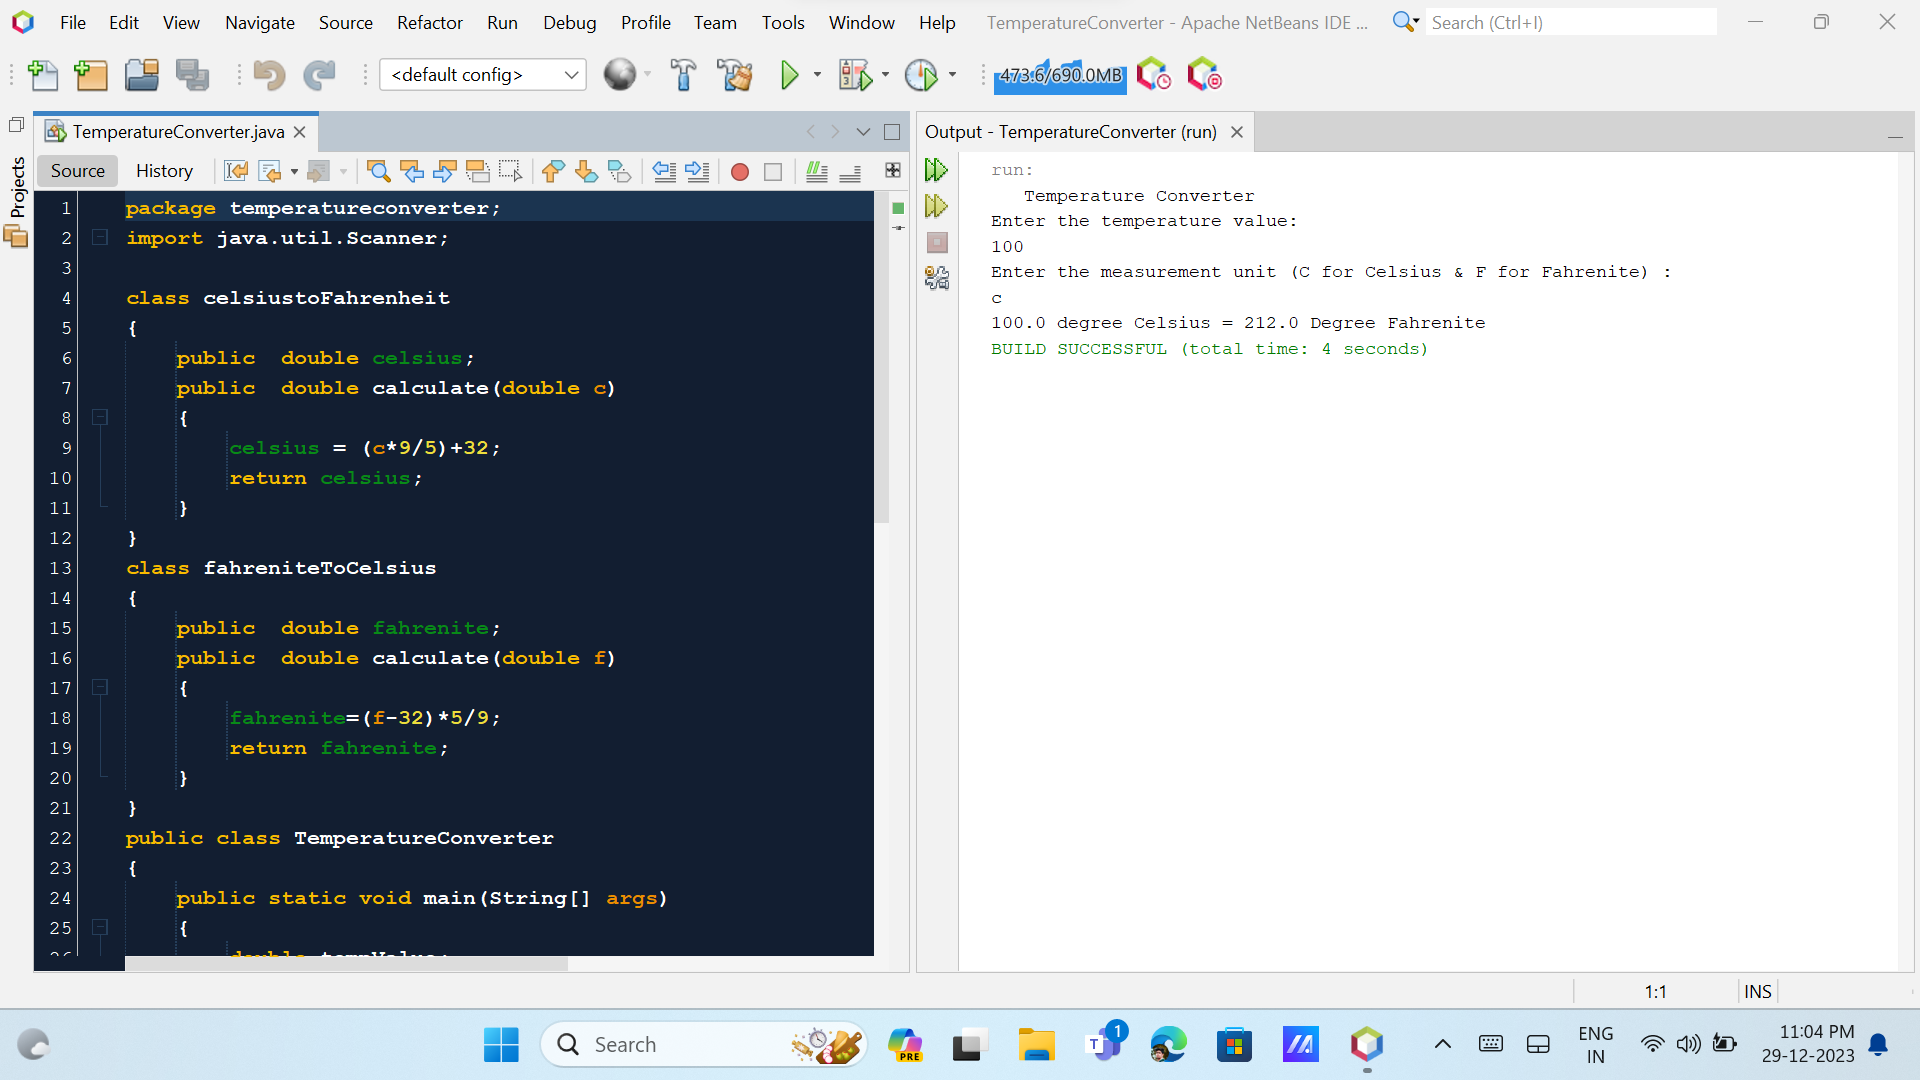 File Edit View Navigate Source Refactor Run Debug Profile Team Tools Window Help TemperatureConverter - Apache NetBeans IDE ... Search (Ctrl+I)
<default config> 473.6/690.0MB
Projects
TemperatureConverter.java
Source History
1 package temperatureconverter;
2 import java.util.Scanner;
3
4 class celsiustoFahrenheit
5 {
6 public  double celsius;
7 public  double calculate(double c)
8 {
9 celsius = (c*9/5)+32;
10 return celsius;
11 }
12 }
13 class fahreniteToCelsius
14 {
15 public  double fahrenite;
16 public  double calculate(double f)
17 {
18 fahrenite=(f-32)*5/9;
19 return fahrenite;
20 }
21 }
22 public class TemperatureConverter
23 {
24 public static void main(String[] args)
25 {
26 double tempValue;
Output - TemperatureConverter (run)
run:
Temperature Converter
Enter the temperature value:
100
Enter the measurement unit (C for Celsius & F for Fahrenite) :
c
100.0 degree Celsius = 212.0 Degree Fahrenite
BUILD SUCCESSFUL (total time: 4 seconds)
1:1 INS
Search
PRE
T 1
ENG
IN
11:04 PM
29-12-2023